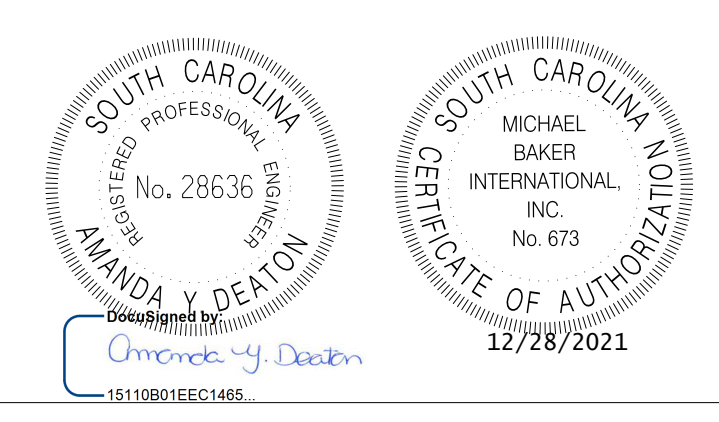 SOUTH CAROLINA
REGISTERED PROFESSIONAL ENGINEER
No. 28636
AMANDA Y DEATON
DocuSigned by:
Amanda Y. Deaton
15110B01EEC1465...
SOUTH CAROLINA
MICHAEL
BAKER
INTERNATIONAL,
INC.
No. 673
CERTIFICATE OF AUTHORIZATION
12/28/2021